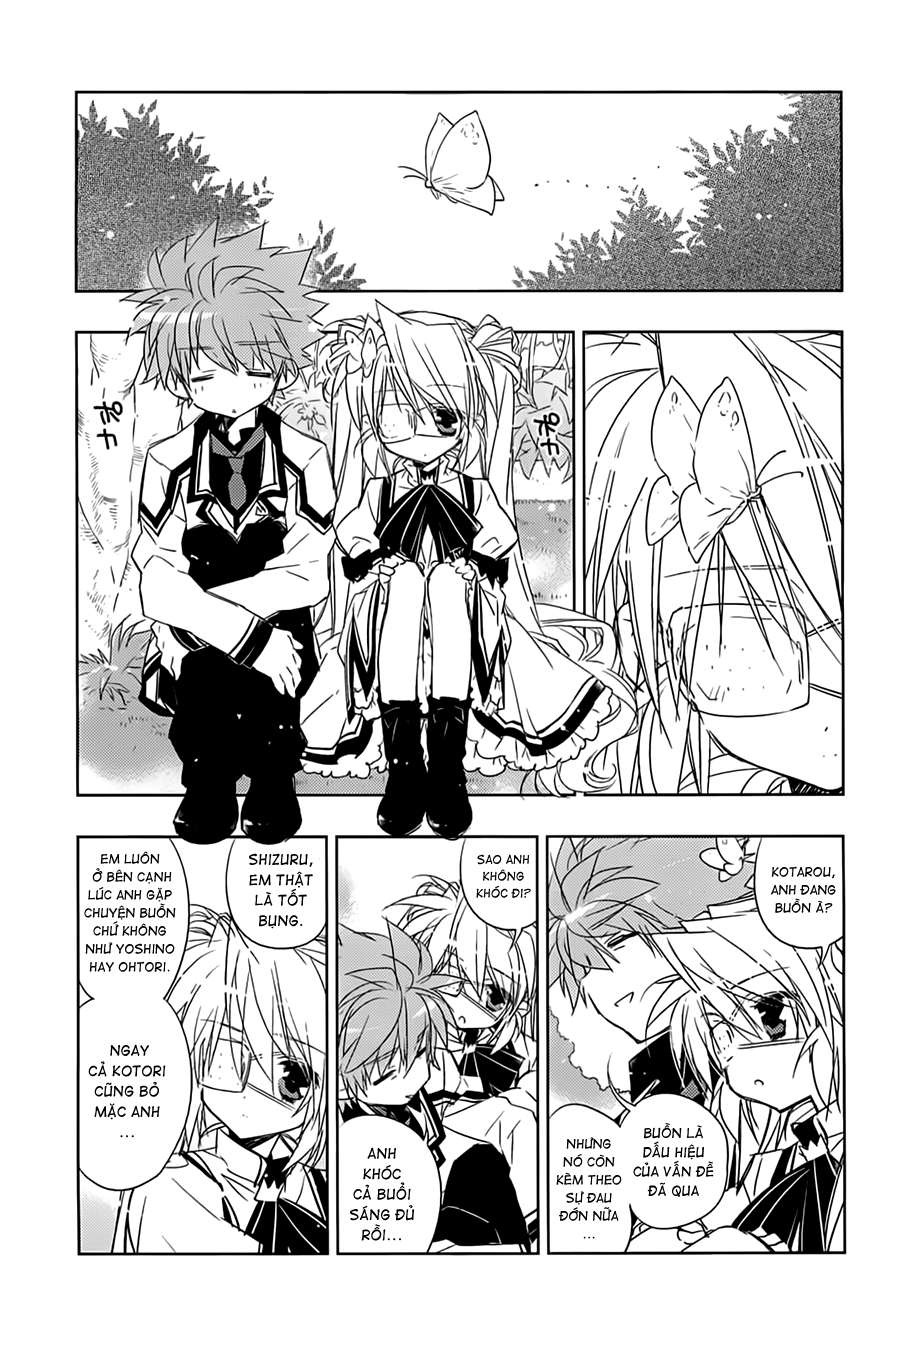 KOTAROU,
ANH ĐANG
BUỒN À?
BUỒN LÀ
DẤU HIỆU
CỦA VẤN ĐỀ
ĐÃ QUA
NHƯNG
NÓ CÒN
KÈM THEO
SỰ ĐAU
ĐỚN NỮA
...
SAO ANH
KHÔNG
KHÓC ĐI?
ANH
KHÓC
CẢ BUỔI
SÁNG ĐỦ
RỒI...
SHIZURU,
EM THẬT
LÀ TỐT
BỤNG.
EM LUÔN
Ở BÊN CẠNH
LÚC ANH GẶP
CHUYỆN BUỒN
CHỨ KHÔNG
NHƯ YOSHINO
HAY OHTORI.
NGAY
CẢ KOTORI
CŨNG BỎ
MẶC ANH
...